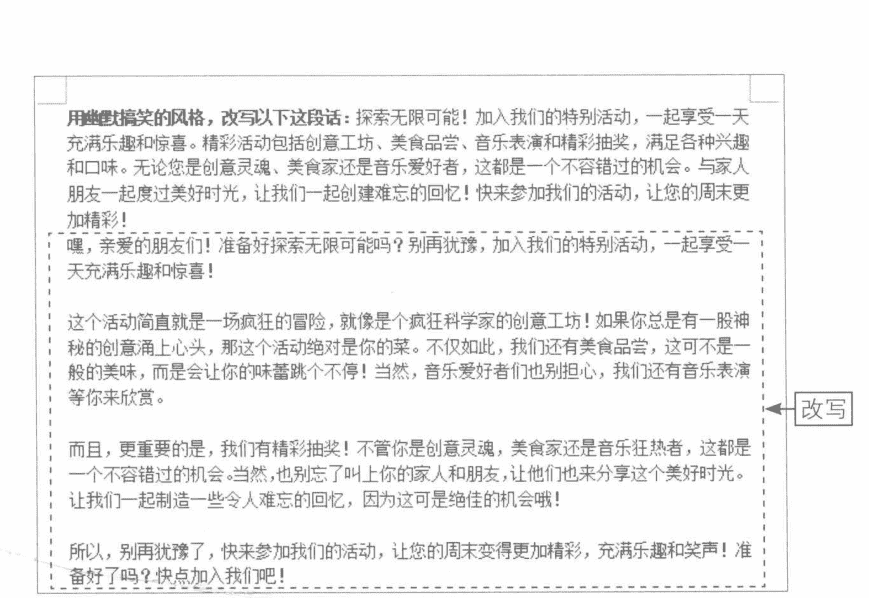 用幽默搞笑的风格，改写以下这段话：探索无限可能！加入我们的特别活动，一起享受一天
充满乐趣和惊喜。精彩活动包括创意工坊、美食品尝、音乐表演和精彩抽奖，满足各种兴趣
和口味。无论您是创意灵魂、美食家还是音乐爱好者，这都是一个不容错过的机会。与家人
朋友一起度过美好时光，让我们一起创建难忘的回忆！快来参加我们的活动，让您的周末更
加精彩！
嘿，亲爱的朋友们！准备好探索无限可能吗？别再犹豫，加入我们的特别活动，一起享受一
天充满乐趣和惊喜！
这个活动简直就是一场疯狂的冒险，就像是个疯狂科学家的创意工坊！如果你总是有一股神
秘的创意涌上心头，那这个活动绝对是你的菜。不仅如此，我们还有美食品尝，这可不是一
般的美味，而是会让你的味蕾跳个不停！当然，音乐爱好者们也别担心，我们还有音乐表演
等你来欣赏。
改写
而且，更重要的是，我们有精彩抽奖！不管你是创意灵魂，美食家还是音乐狂热者，这都是
一个不容错过的机会。当然，也别忘了叫上你的家人和朋友，让他们也来分享这个美好时光。
让我们一起制造一些令人难忘的回忆，因为这可是绝佳的机会哦！
所以，别再犹豫了，快来参加我们的活动，让您的周末变得更加精彩，充满乐趣和笑声！准
备好了吗？快点加入我们吧！